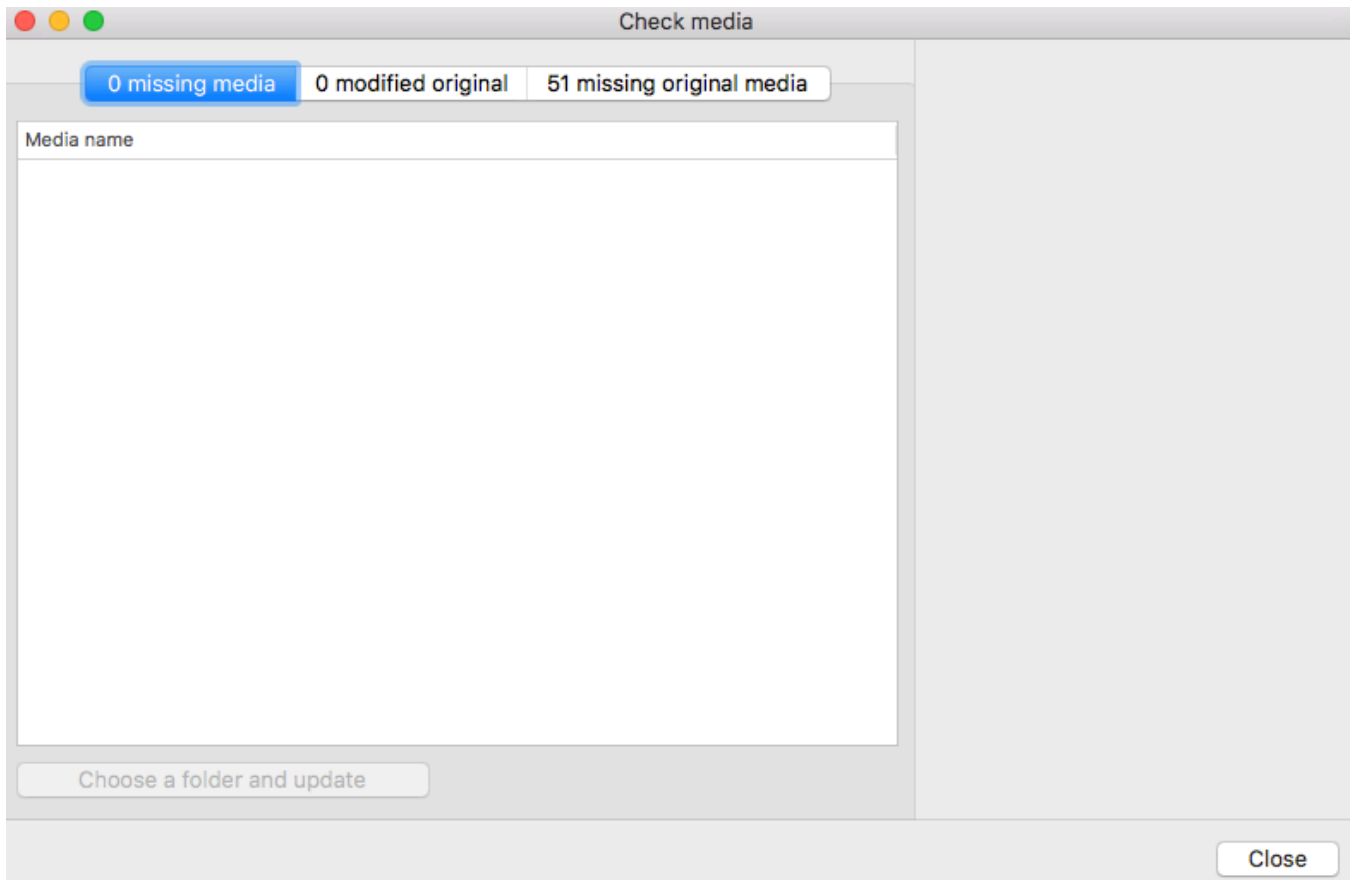 Check media
0 missing media 0 modified original 51 missing original media
Media name
Choose a folder and update
Close